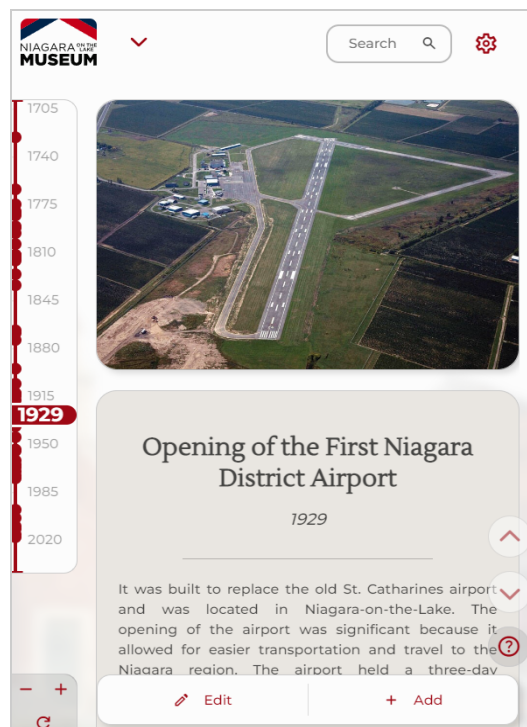 NIAGARA ON THE LAKE
MUSEUM
Search
1705
1740
1775
1810
1845
1880
1915
1929
1950
1985
2020
Opening of the First Niagara
District Airport
1929
It was built to replace the old St. Catharines airport
and was located in Niagara-on-the-Lake. The
opening of the airport was significant because it
allowed for easier transportation and travel to the
Niagara region. The airport held a three-day
Edit
+ Add